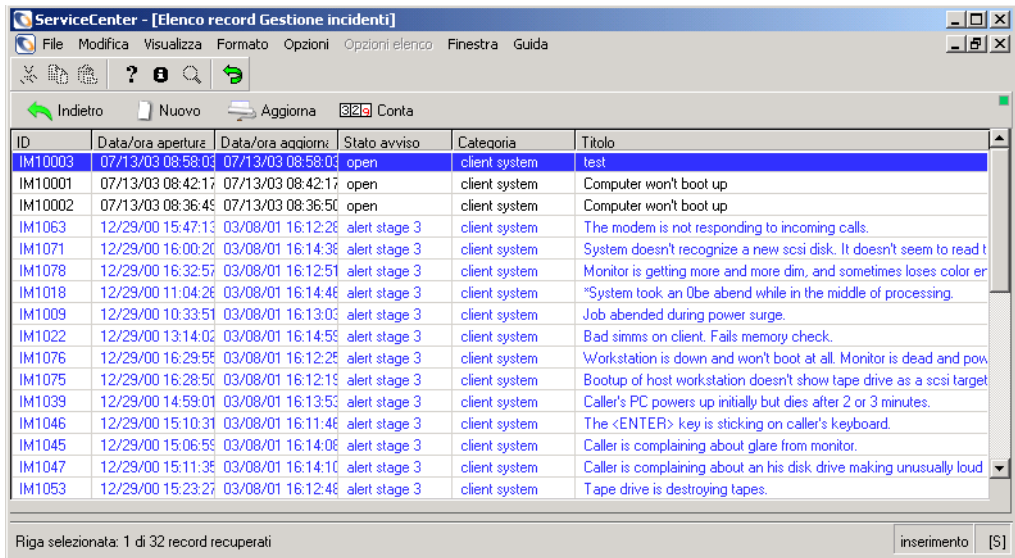 ServiceCenter - [Elenco record Gestione incidenti]
File Modifica Visualizza Formato Opzioni Opzioni elenco Finestra Guida
Indietro Nuovo Aggiorna 329 Conta
ID Data/ora apertura Data/ora aggiorna Stato avviso Categoria Titolo
IM10003 07/13/03 08:58:03 07/13/03 08:58:03 open client system test
IM10001 07/13/03 08:42:17 07/13/03 08:42:17 open client system Computer won't boot up
IM10002 07/13/03 08:36:49 07/13/03 08:36:50 open client system Computer won't boot up
IM1063 12/29/00 15:47:13 03/08/01 16:12:28 alert stage 3 client system The modem is not responding to incoming calls.
IM1071 12/29/00 16:00:20 03/08/01 16:14:38 alert stage 3 client system System doesn't recognize a new scsi disk. It doesn't seem to read t
IM1078 12/29/00 16:32:57 03/08/01 16:12:51 alert stage 3 client system Monitor is getting more and more dim, and sometimes loses color er
IM1018 12/29/00 11:04:26 03/08/01 16:14:46 alert stage 3 client system *System took an 0be abend while in the middle of processing.
IM1009 12/29/00 10:33:51 03/08/01 16:13:03 alert stage 3 client system Job abended during power surge.
IM1022 12/29/00 13:14:02 03/08/01 16:14:59 alert stage 3 client system Bad simms on client. Fails memory check.
IM1076 12/29/00 16:29:55 03/08/01 16:12:25 alert stage 3 client system Workstation is down and won't boot at all. Monitor is dead and pow
IM1075 12/29/00 16:28:50 03/08/01 16:12:19 alert stage 3 client system Bootup of host workstation doesn't show tape drive as a scsi target
IM1039 12/29/00 14:59:01 03/08/01 16:13:53 alert stage 3 client system Caller's PC powers up initially but dies after 2 or 3 minutes.
IM1046 12/29/00 15:10:31 03/08/01 16:11:46 alert stage 3 client system The <ENTER> key is sticking on caller's keyboard.
IM1045 12/29/00 15:06:59 03/08/01 16:14:08 alert stage 3 client system Caller is complaining about glare from monitor.
IM1047 12/29/00 15:11:35 03/08/01 16:14:10 alert stage 3 client system Caller is complaining about an his disk drive making unusually loud
IM1053 12/29/00 15:23:27 03/08/01 16:12:48 alert stage 3 client system Tape drive is destroying tapes.
Riga selezionata: 1 di 32 record recuperati inserimento [S]